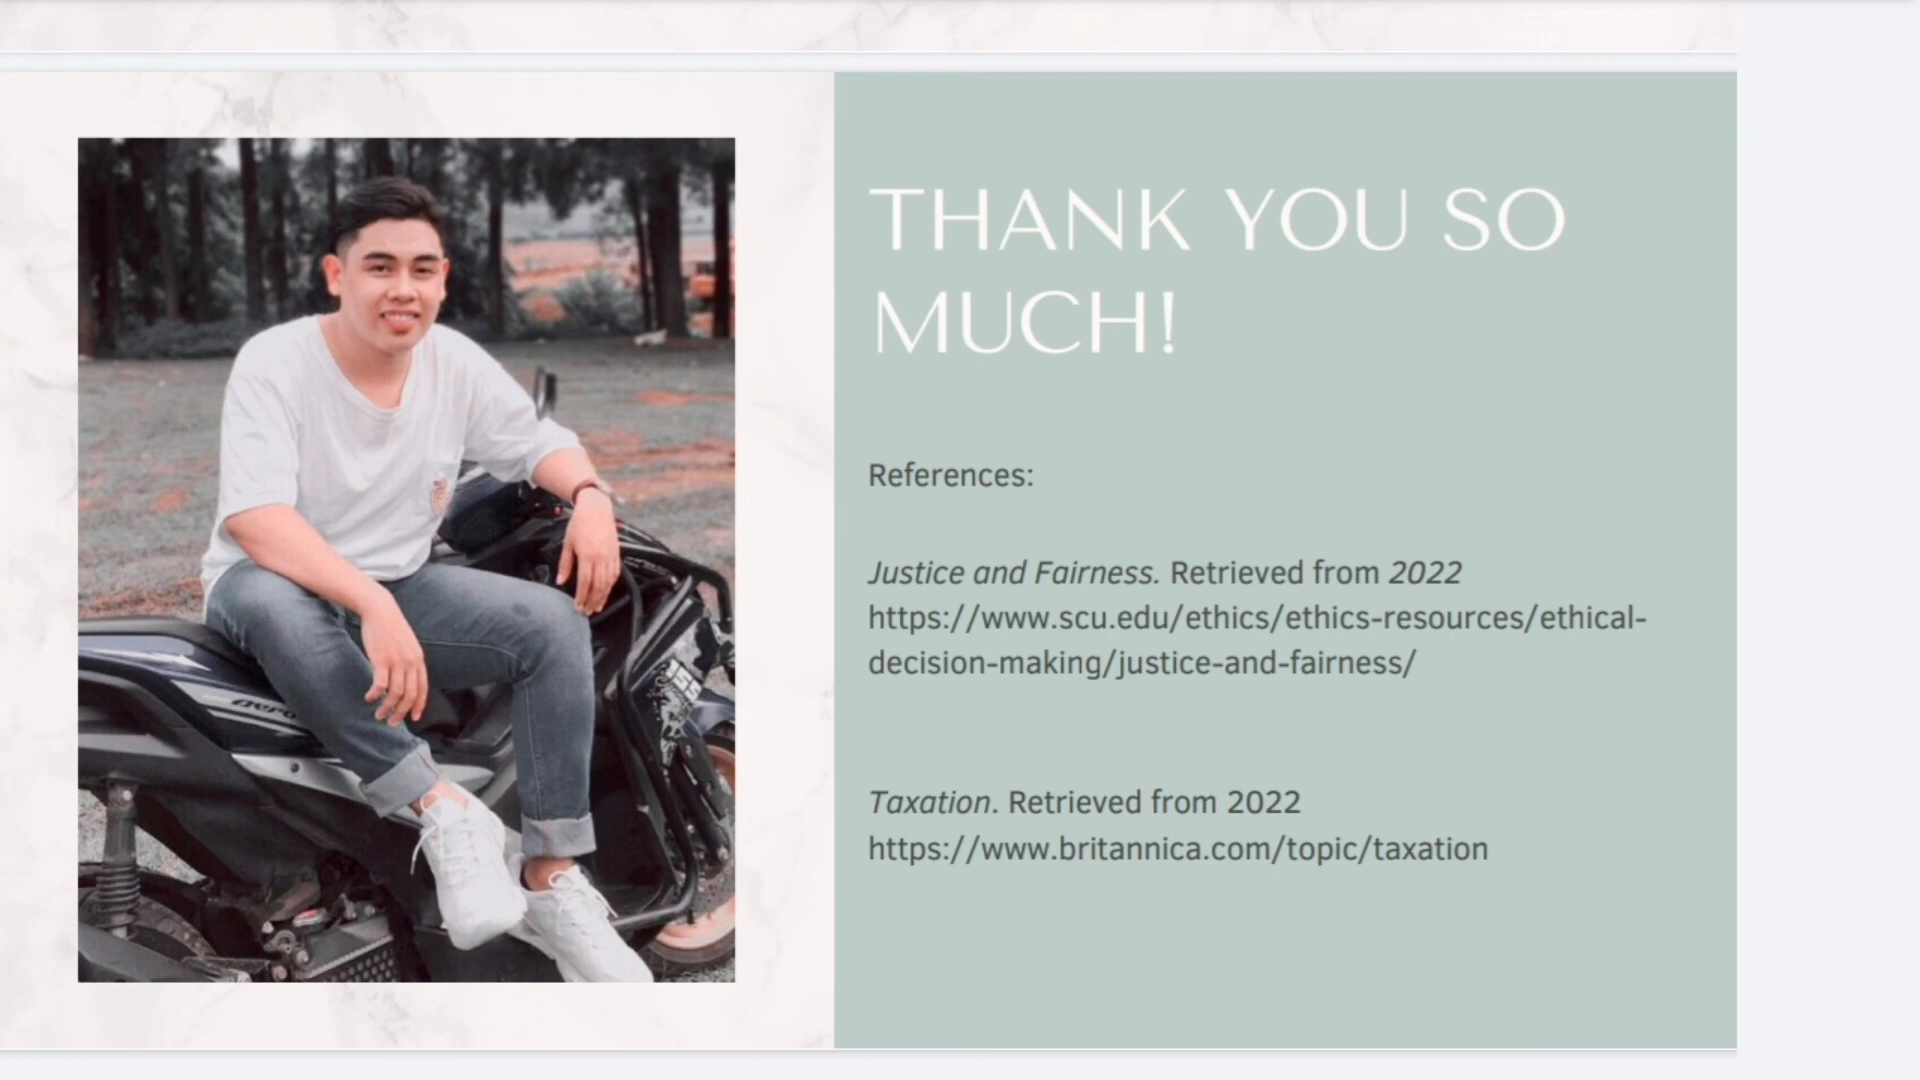 THANK YOU SO
MUCH!
References:
Justice and Fairness. Retrieved from 2022
https://www.scu.edu/ethics/ethics-resources/ethical-
decision-making/justice-and-fairness/
Taxation. Retrieved from 2022
https://www.britannica.com/topic/taxation
155